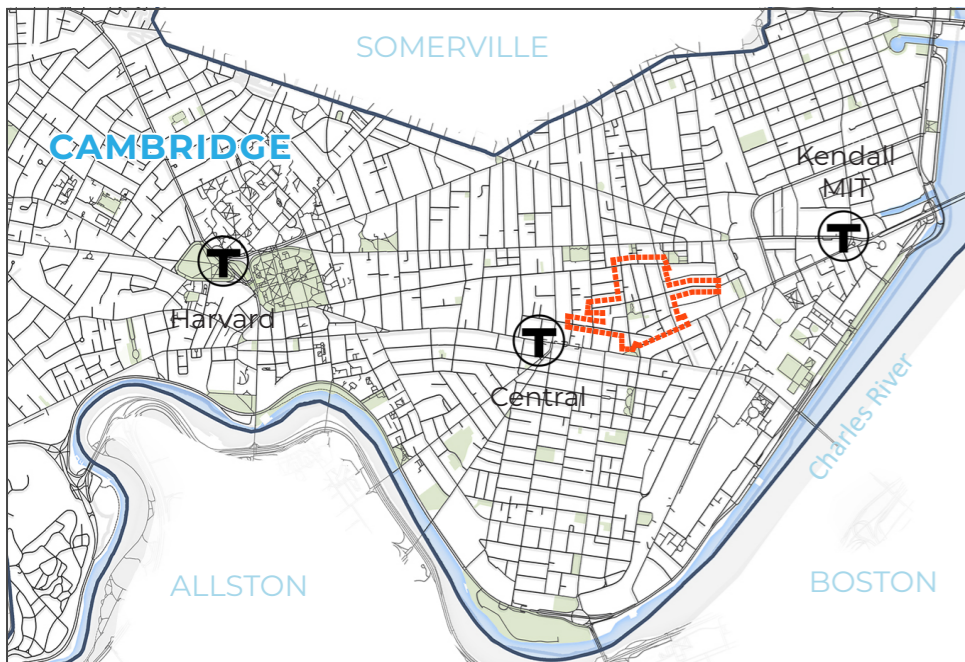 SOMERVILLE
CAMBRIDGE
Kendall
MIT
T
T
Harvard
T
Central
Charles River
ALLSTON
BOSTON